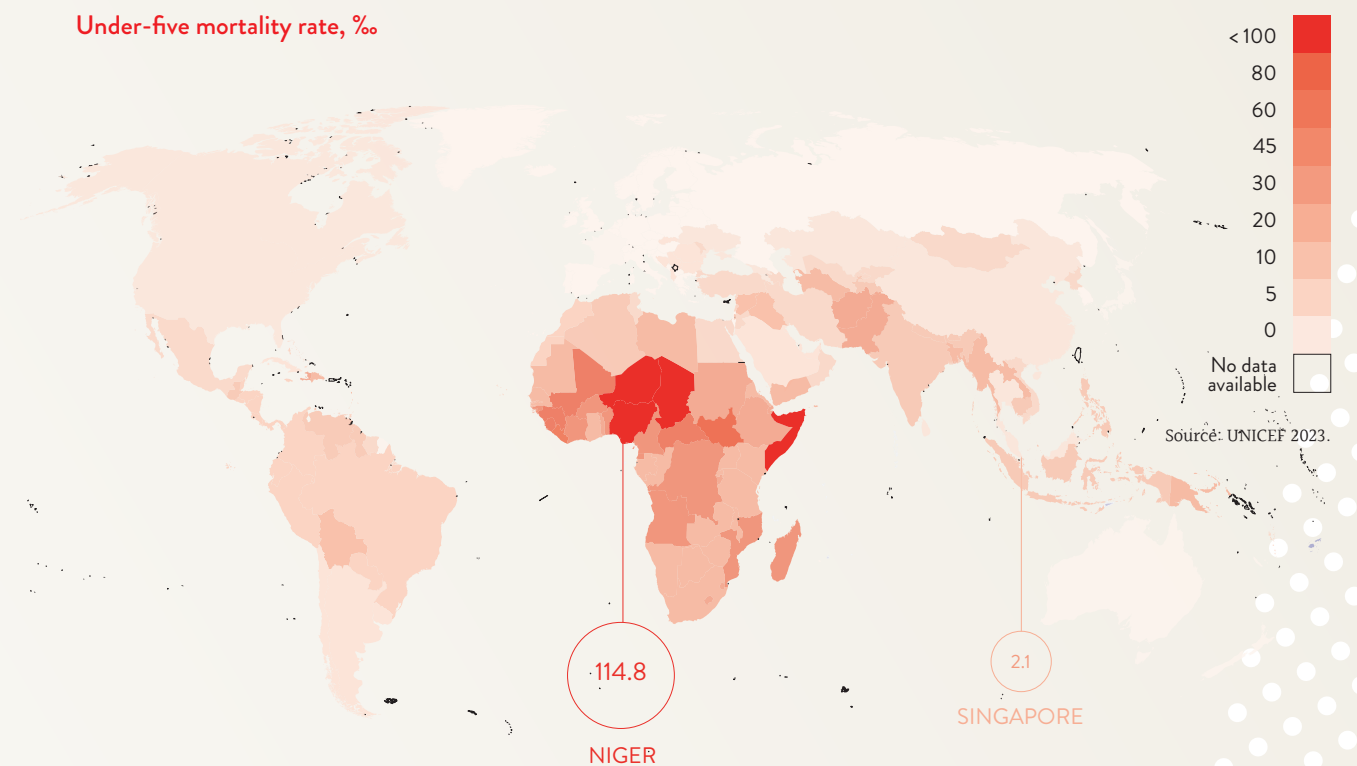 Under-five mortality rate, ‰
< 100
80
60
45
30
20
10
5
0
No data
available
Source: UNICEF 2023.
114.8
NIGER
2.1
SINGAPORE